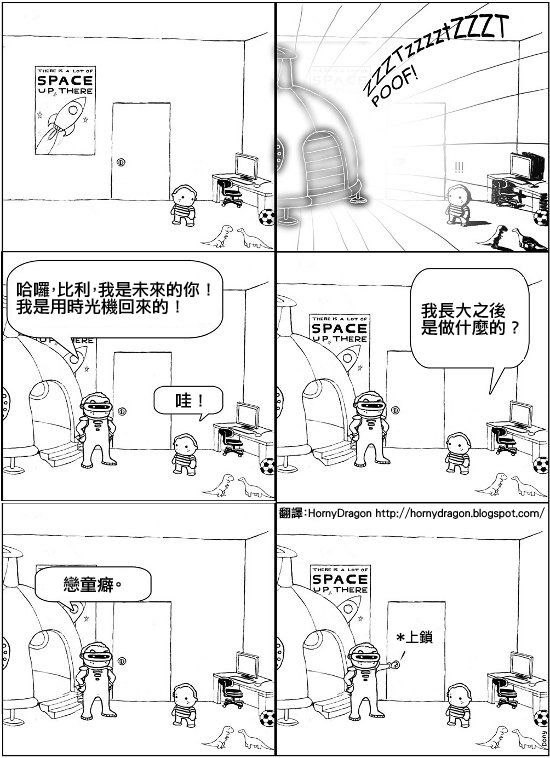 THERE IS A LOT OF
SPACE
UP THERE
ZZZTzzzztZZZT
POOF!
!!!
哈囉，比利，我是未來的你！
我是用時光機回來的！
哇！
我長大之後
是做什麼的？
THERE IS A LOT OF
SPACE
UP THERE
翻譯：HornyDragon http://hornydragon.blogspot.com/
戀童癖。
THERE IS A LOT OF
SPACE
UP THERE
*上鎖